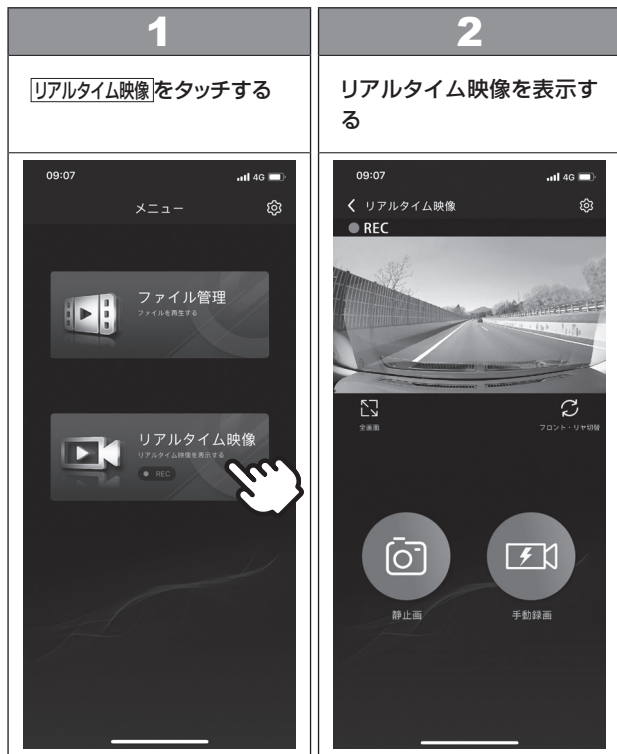 1
リアルタイム映像をタッチする
09:07
4G
メニュー
ファイル管理
ファイルを再生する
リアルタイム映像
リアルタイム映像を表示する
REC
2
リアルタイム映像を表示す
る
09:07
4G
リアルタイム映像
REC
全画面
フロント・リヤ切替
静止画
手動録画